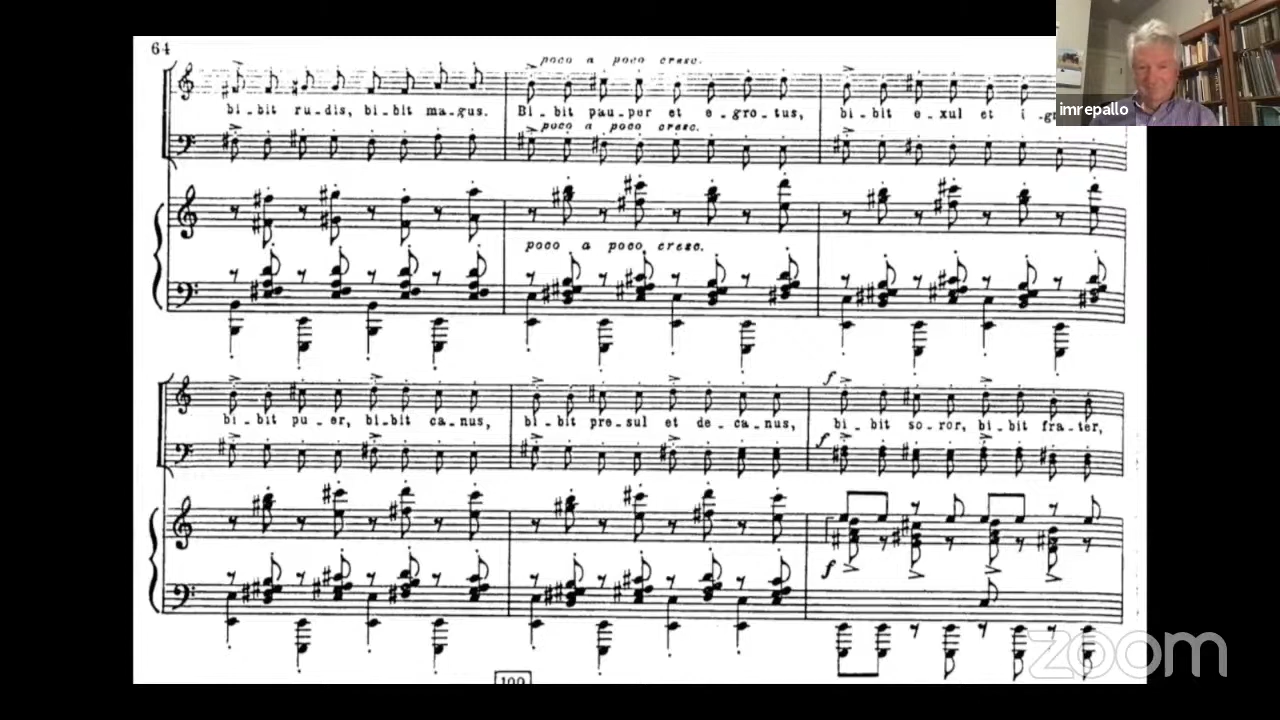 64
imrepallo
poco a poco cresc.
bi-bit ru-dis, bi-bit ma-gus. Bi-bit pau-per et e-gro-tus, bi-bit e-xul et i-g
poco a poco cresc.
poco a poco cresc.
f
bi-bit pu-er, bi-bit ca-nus, bi-bit pre-sul et de-ca-nus, bi-bit so-ror, bi-bit fra-ter,
f
f
zoom